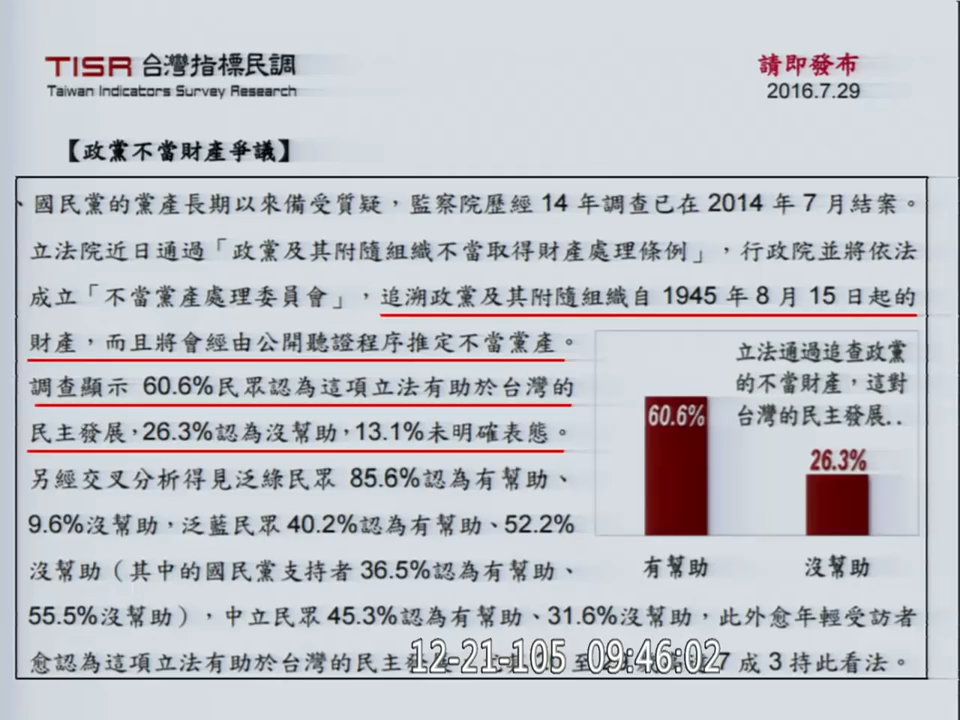 TISR 台灣指標民調
Taiwan Indicators Survey Research
請即發布
2016.7.29
【政黨不當財產爭議】
、國民黨的黨產長期以來備受質疑，監察院歷經 14 年調查已在 2014 年 7 月結案。
立法院近日通過「政黨及其附隨組織不當取得財產處理條例」，行政院並將依法
成立「不當黨產處理委員會」，追溯政黨及其附隨組織自 1945 年 8 月 15 日起的
財產，而且將會經由公開聽證程序推定不當黨產。
調查顯示 60.6%民眾認為這項立法有助於台灣的
民主發展，26.3%認為沒幫助，13.1%未明確表態。
另經交叉分析得見泛綠民眾 85.6%認為有幫助、
9.6%沒幫助，泛藍民眾 40.2%認為有幫助、52.2%
沒幫助（其中的國民黨支持者 36.5%認為有幫助、
55.5%沒幫助），中立民眾 45.3%認為有幫助、31.6%沒幫助，此外愈年輕受訪者
愈認為這項立法有助於台灣的民主發 至 7 成 3 持此看法。
立法通過追查政黨
的不當財產，這對
台灣的民主發展..
60.6%
26.3%
有幫助
沒幫助
12-21-105 09:46:02